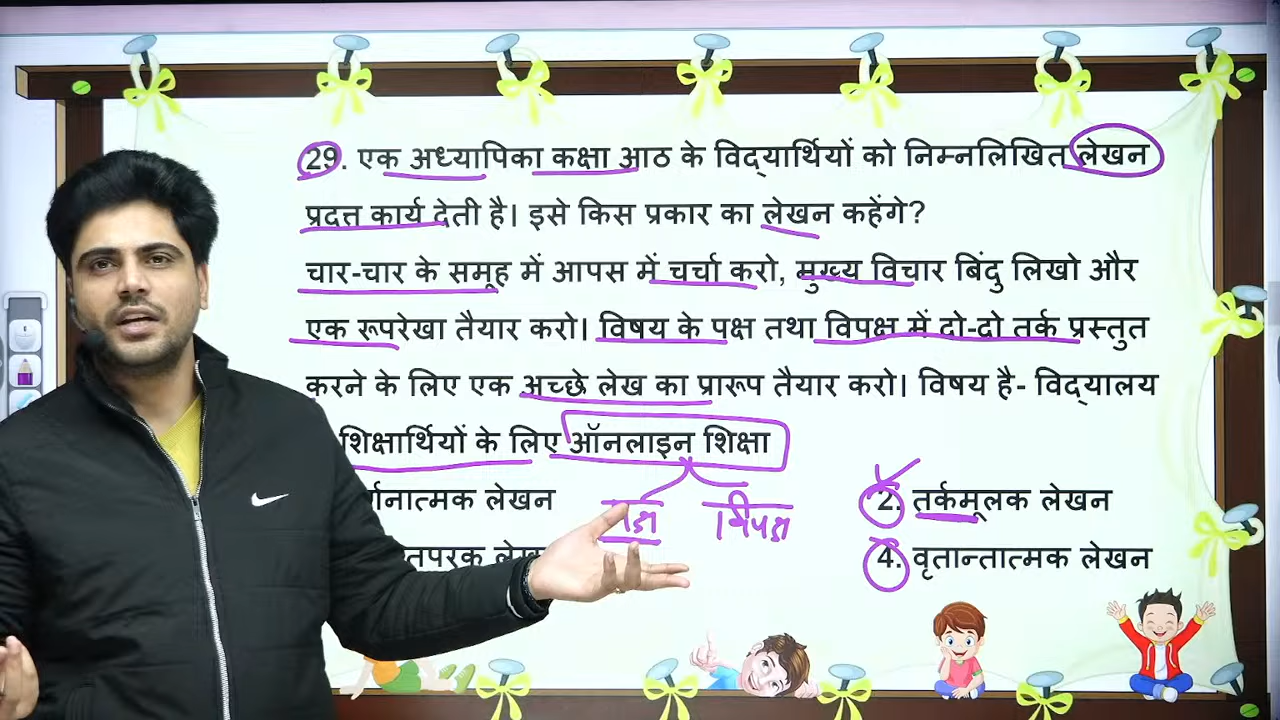 29. एक अध्यापिका कक्षा आठ के विद्यार्थियों को निम्नलिखित लेखन
प्रदत्त कार्य देती है। इसे किस प्रकार का लेखन कहेंगे?
चार-चार के समूह में आपस में चर्चा करो, मुख्य विचार बिंदु लिखो और
एक रूपरेखा तैयार करो। विषय के पक्ष तथा विपक्ष में दो-दो तर्क प्रस्तुत
करने के लिए एक अच्छे लेख का प्रारूप तैयार करो। विषय है- विद्यालय
शिक्षार्थियों के लिए ऑनलाइन शिक्षा
लेखन 2. तर्कमूलक लेखन
विपक्ष
4. वृतान्तात्मक लेखन